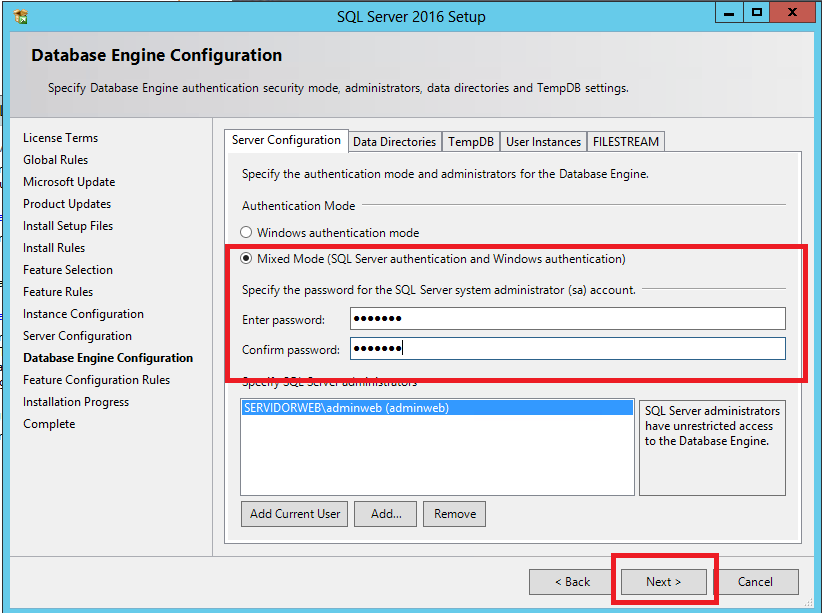 SQL Server 2016 Setup
Database Engine Configuration
Specify Database Engine authentication security mode, administrators, data directories and TempDB settings.
License Terms
Global Rules
Microsoft Update
Product Updates
Install Setup Files
Install Rules
Feature Selection
Feature Rules
Instance Configuration
Server Configuration
Database Engine Configuration
Feature Configuration Rules
Installation Progress
Complete
Server Configuration Data Directories TempDB User Instances FILESTREAM
Specify the authentication mode and administrators for the Database Engine.
Authentication Mode
Windows authentication mode
Mixed Mode (SQL Server authentication and Windows authentication)
Specify the password for the SQL Server system administrator (sa) account.
Enter password: ●●●●●●●
Confirm password: ●●●●●●●
Specify SQL Server administrators
SERVIDORWEB\adminweb (adminweb)
SQL Server administrators
have unrestricted access
to the Database Engine.
Add Current User Add... Remove
< Back Next > Cancel